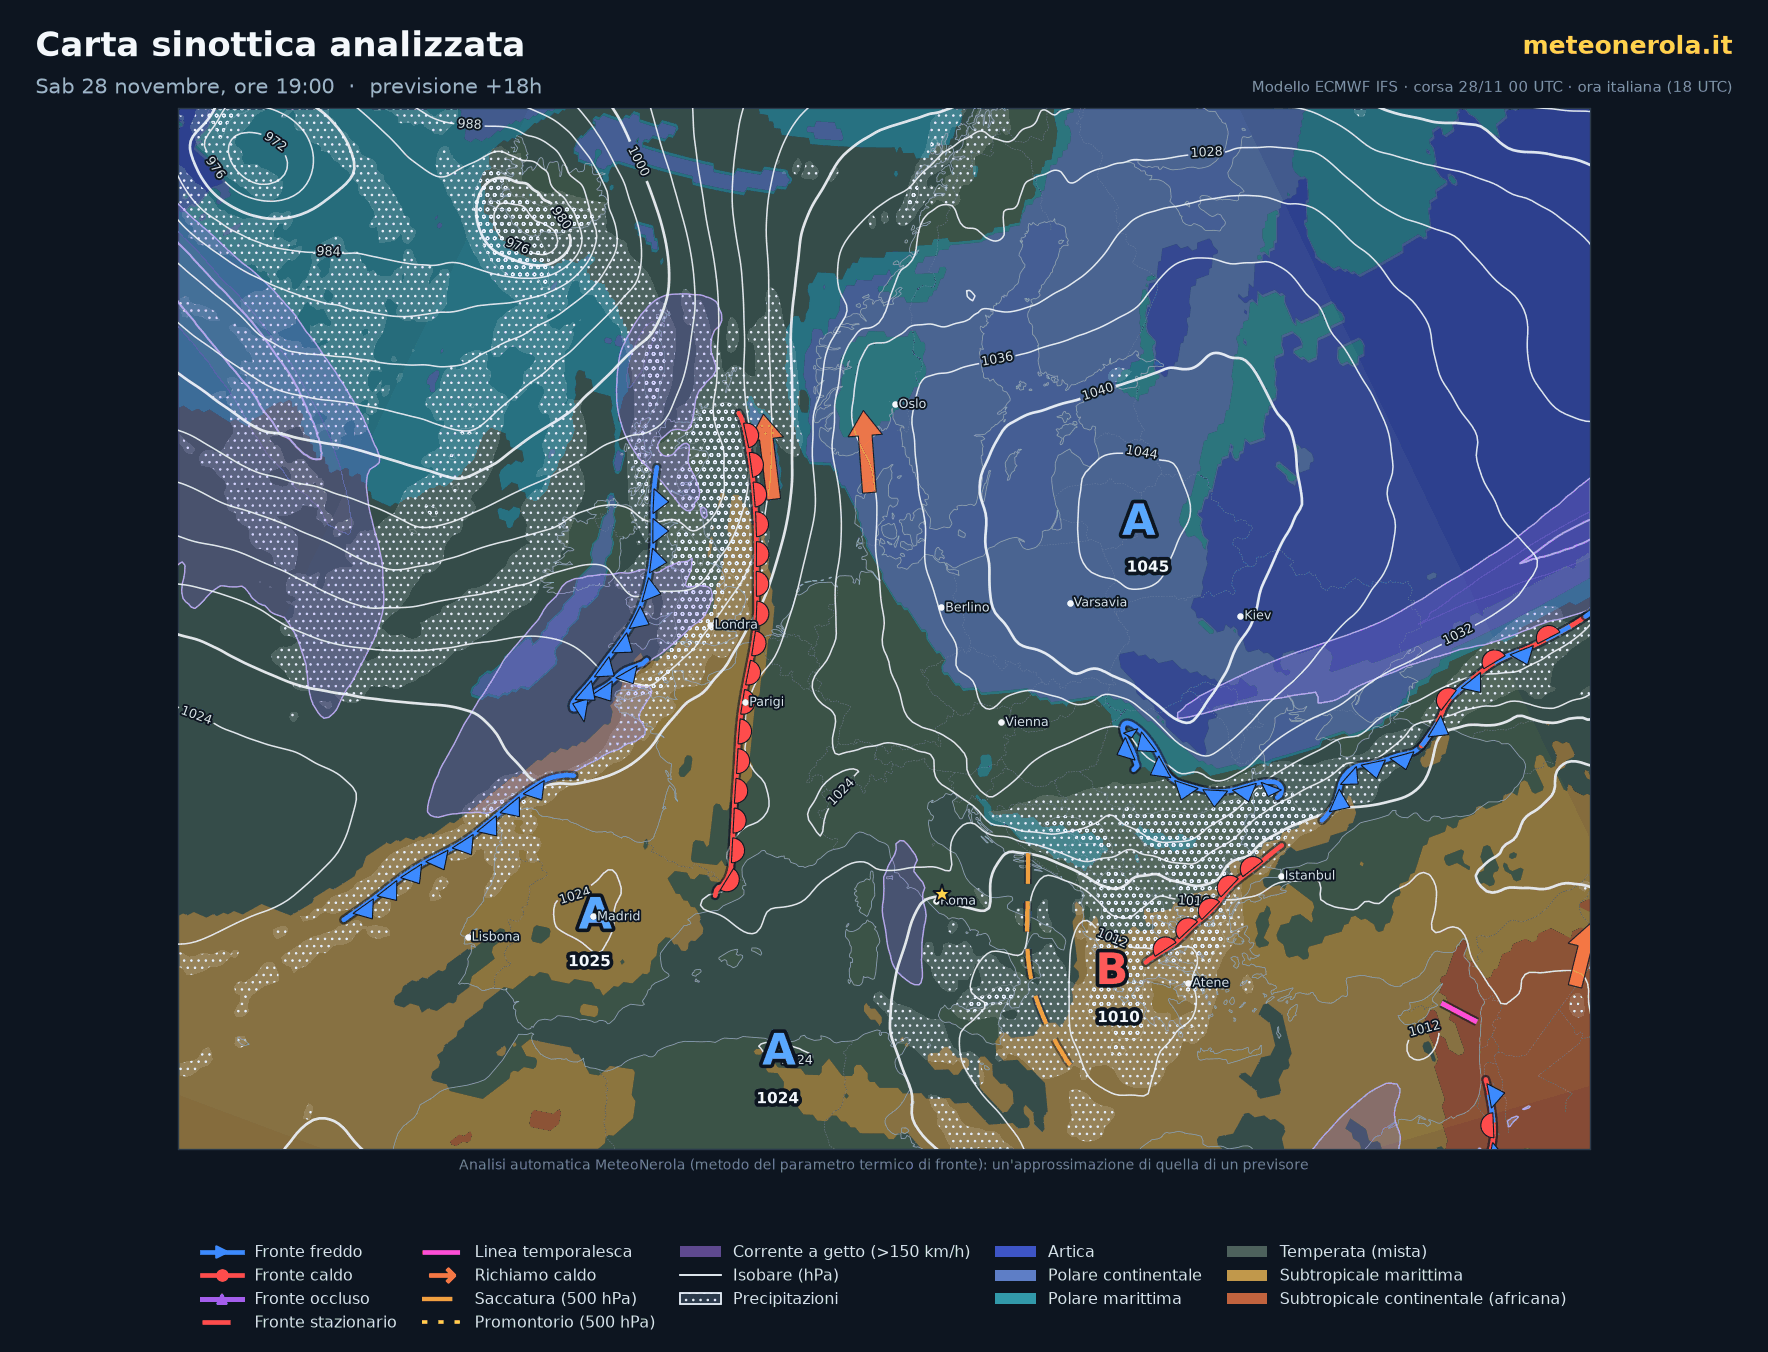 Carta sinottica analizzata
meteonerola.it
Sab 28 novembre, ore 19:00 · previsione +18h
Modello ECMWF IFS · corsa 28/11 00 UTC · ora italiana (18 UTC)
988
972
976
1000
1028
980
976
984
1036
1040
Oslo
1044
A
1045
Berlino
Varsavia
Kiev
Londra
1032
Parigi
1024
Vienna
1024
1024
A
Madrid
Lisbona
1025
Roma
Istanbul
1012
B
1010
Atene
1012
A
24
1024
Analisi automatica MeteoNerola (metodo del parametro termico di fronte): un'approssimazione di quella di un previsore
Fronte freddo
Fronte caldo
Fronte occluso
Fronte stazionario
Linea temporalesca
Richiamo caldo
Saccatura (500 hPa)
Promontorio (500 hPa)
Corrente a getto (>150 km/h)
Isobare (hPa)
Precipitazioni
Artica
Polare continentale
Polare marittima
Temperata (mista)
Subtropicale marittima
Subtropicale continentale (africana)